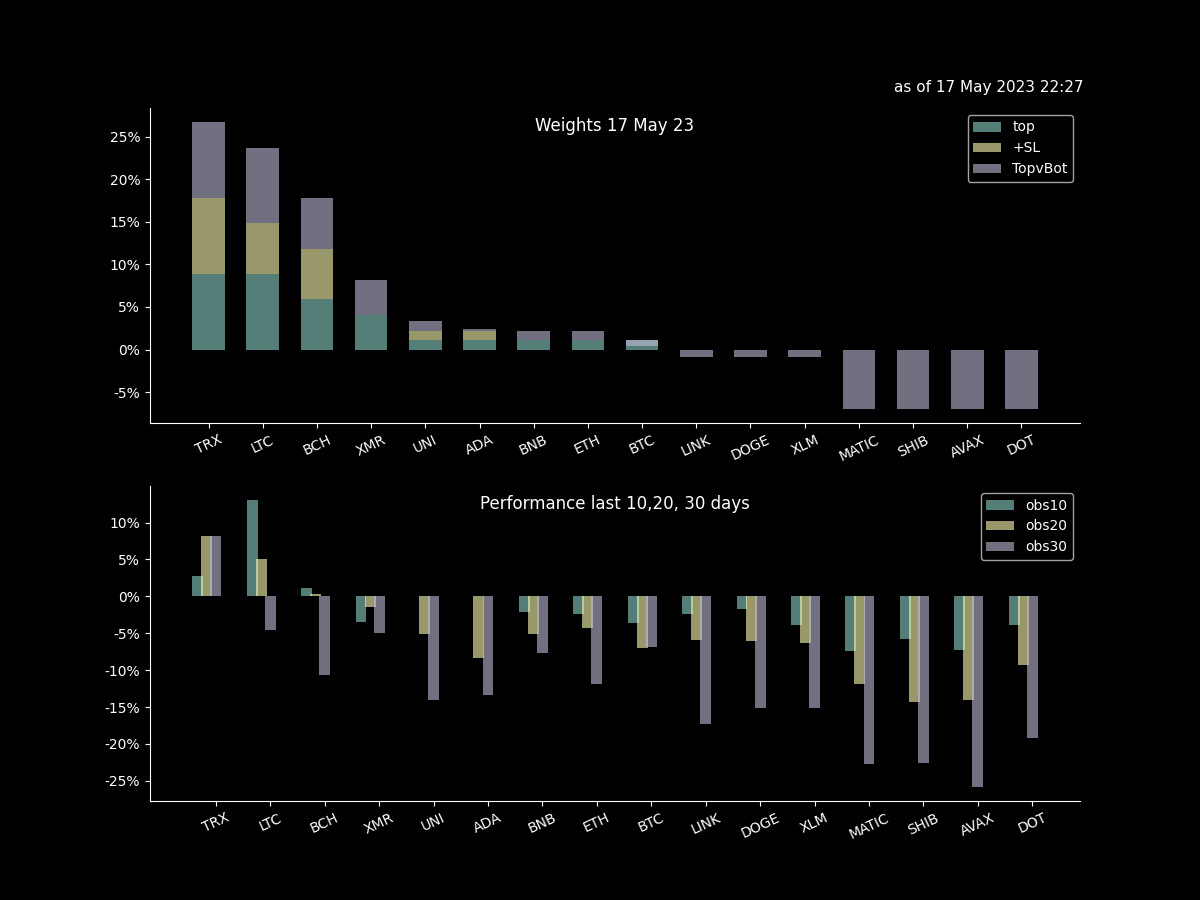 as of 17 May 2023 22:27
Weights 17 May 23
top
+SL
TopvBot
25%
20%
15%
10%
5%
0%
-5%
TRX LTC BCH XMR UNI ADA BNB ETH BTC LINK DOGE XLM MATIC SHIB AVAX DOT
Performance last 10,20, 30 days
obs10
obs20
obs30
10%
5%
0%
-5%
-10%
-15%
-20%
-25%
TRX LTC BCH XMR UNI ADA BNB ETH BTC LINK DOGE XLM MATIC SHIB AVAX DOT